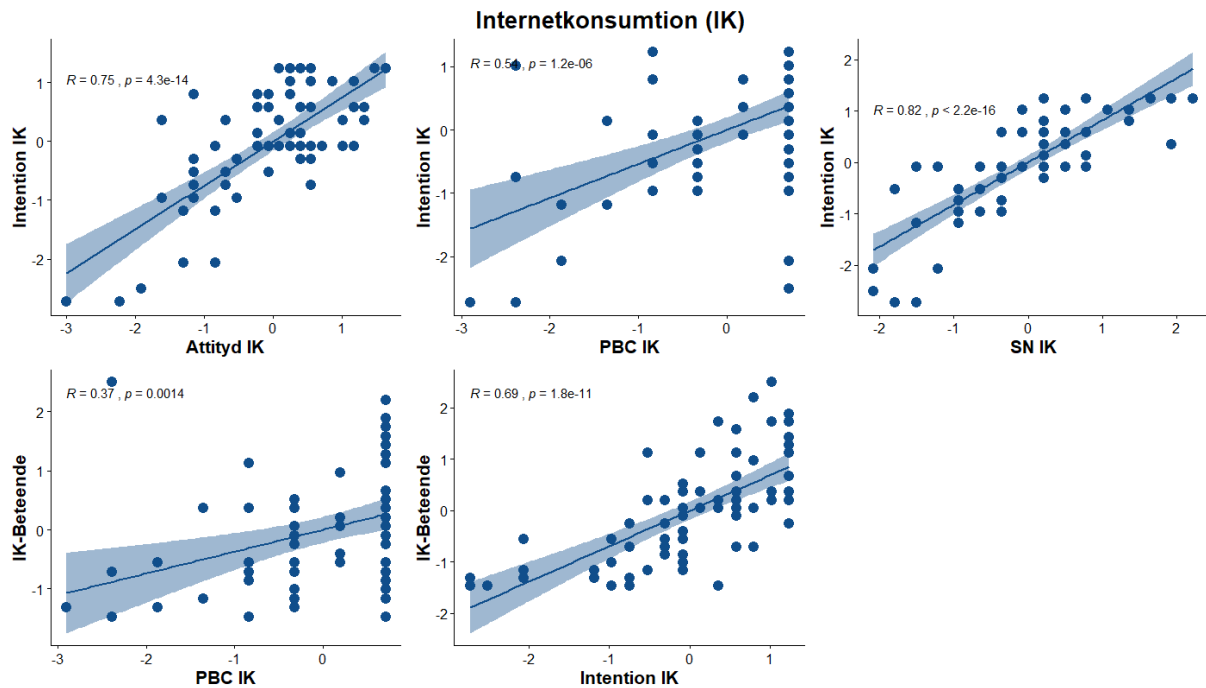 Internetkonsumtion (IK)
R = 0.75 , p = 4.3e-14
Intention IK
1
0
-1
-2
-3
-2
-1
0
1
Attityd IK
R = 0.54 , p = 1.2e-06
Intention IK
1
0
-1
-2
-3
-2
-1
0
PBC IK
R = 0.82 , p < 2.2e-16
Intention IK
2
1
0
-1
-2
-2
-1
0
1
2
SN IK
R = 0.37 , p = 0.0014
IK-Beteende
2
1
0
-1
-3
-2
-1
0
PBC IK
R = 0.69 , p = 1.8e-11
IK-Beteende
2
1
0
-1
-2
-2
-1
0
1
Intention IK